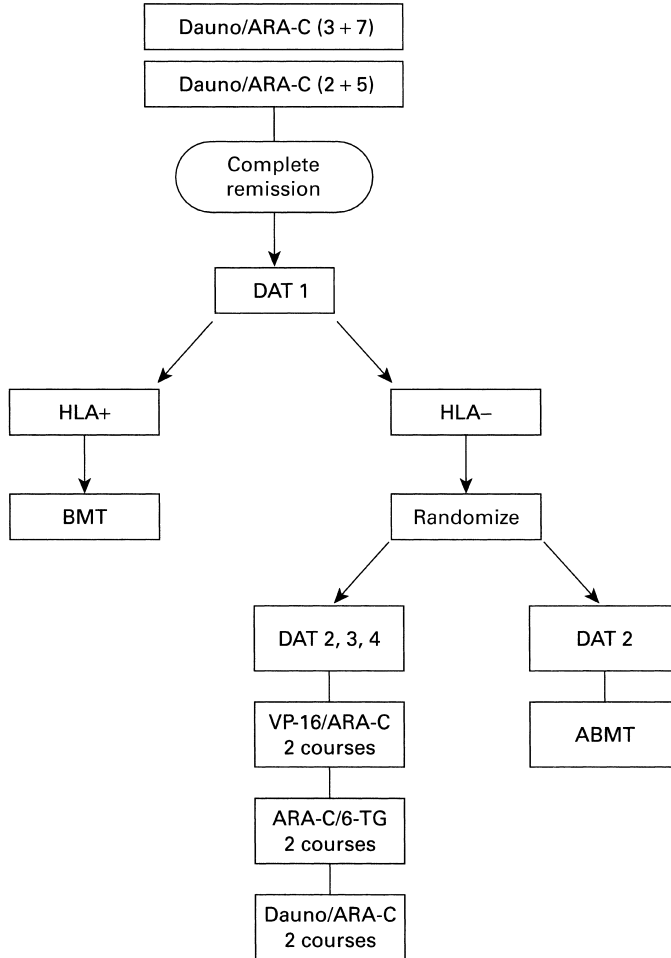 Dauno/ARA-C (3 + 7)
Dauno/ARA-C (2 + 5)
Complete
remission
DAT 1
HLA+
HLA–
BMT
Randomize
DAT 2, 3, 4
DAT 2
VP-16/ARA-C
2 courses
ABMT
ARA-C/6-TG
2 courses
Dauno/ARA-C
2 courses